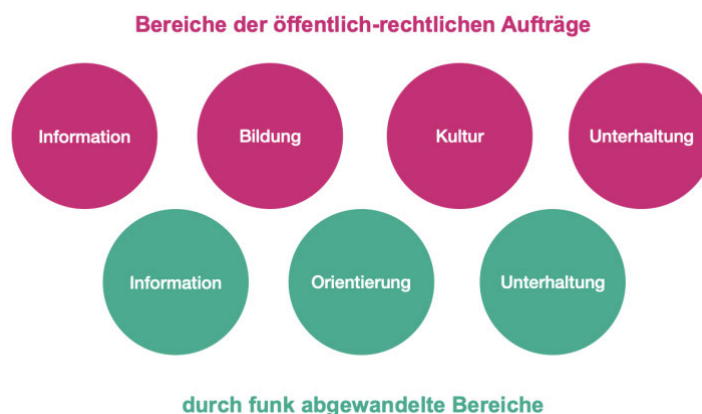 Bereiche der öffentlich-rechtlichen Aufträge
Information Bildung Kultur Unterhaltung
Information Orientierung Unterhaltung
durch funk abgewandelte Bereiche